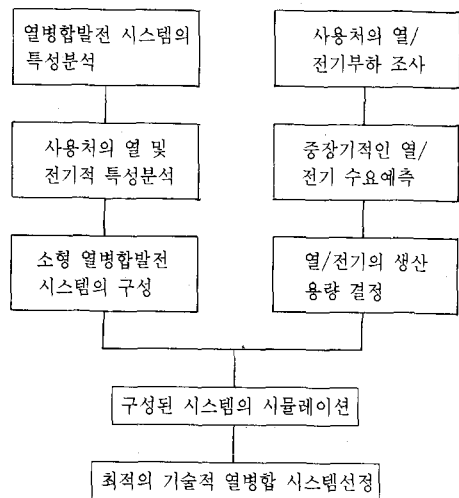 열병합발전 시스템의
특성분석
사용처의 열/
전기부하 조사
사용처의 열 및
전기적 특성분석
중장기적인 열/
전기 수요예측
소형 열병합발전
시스템의 구성
열/전기의 생산
용량 결정
구성된 시스템의 시뮬레이션
최적의 기술적 열병합 시스템선정